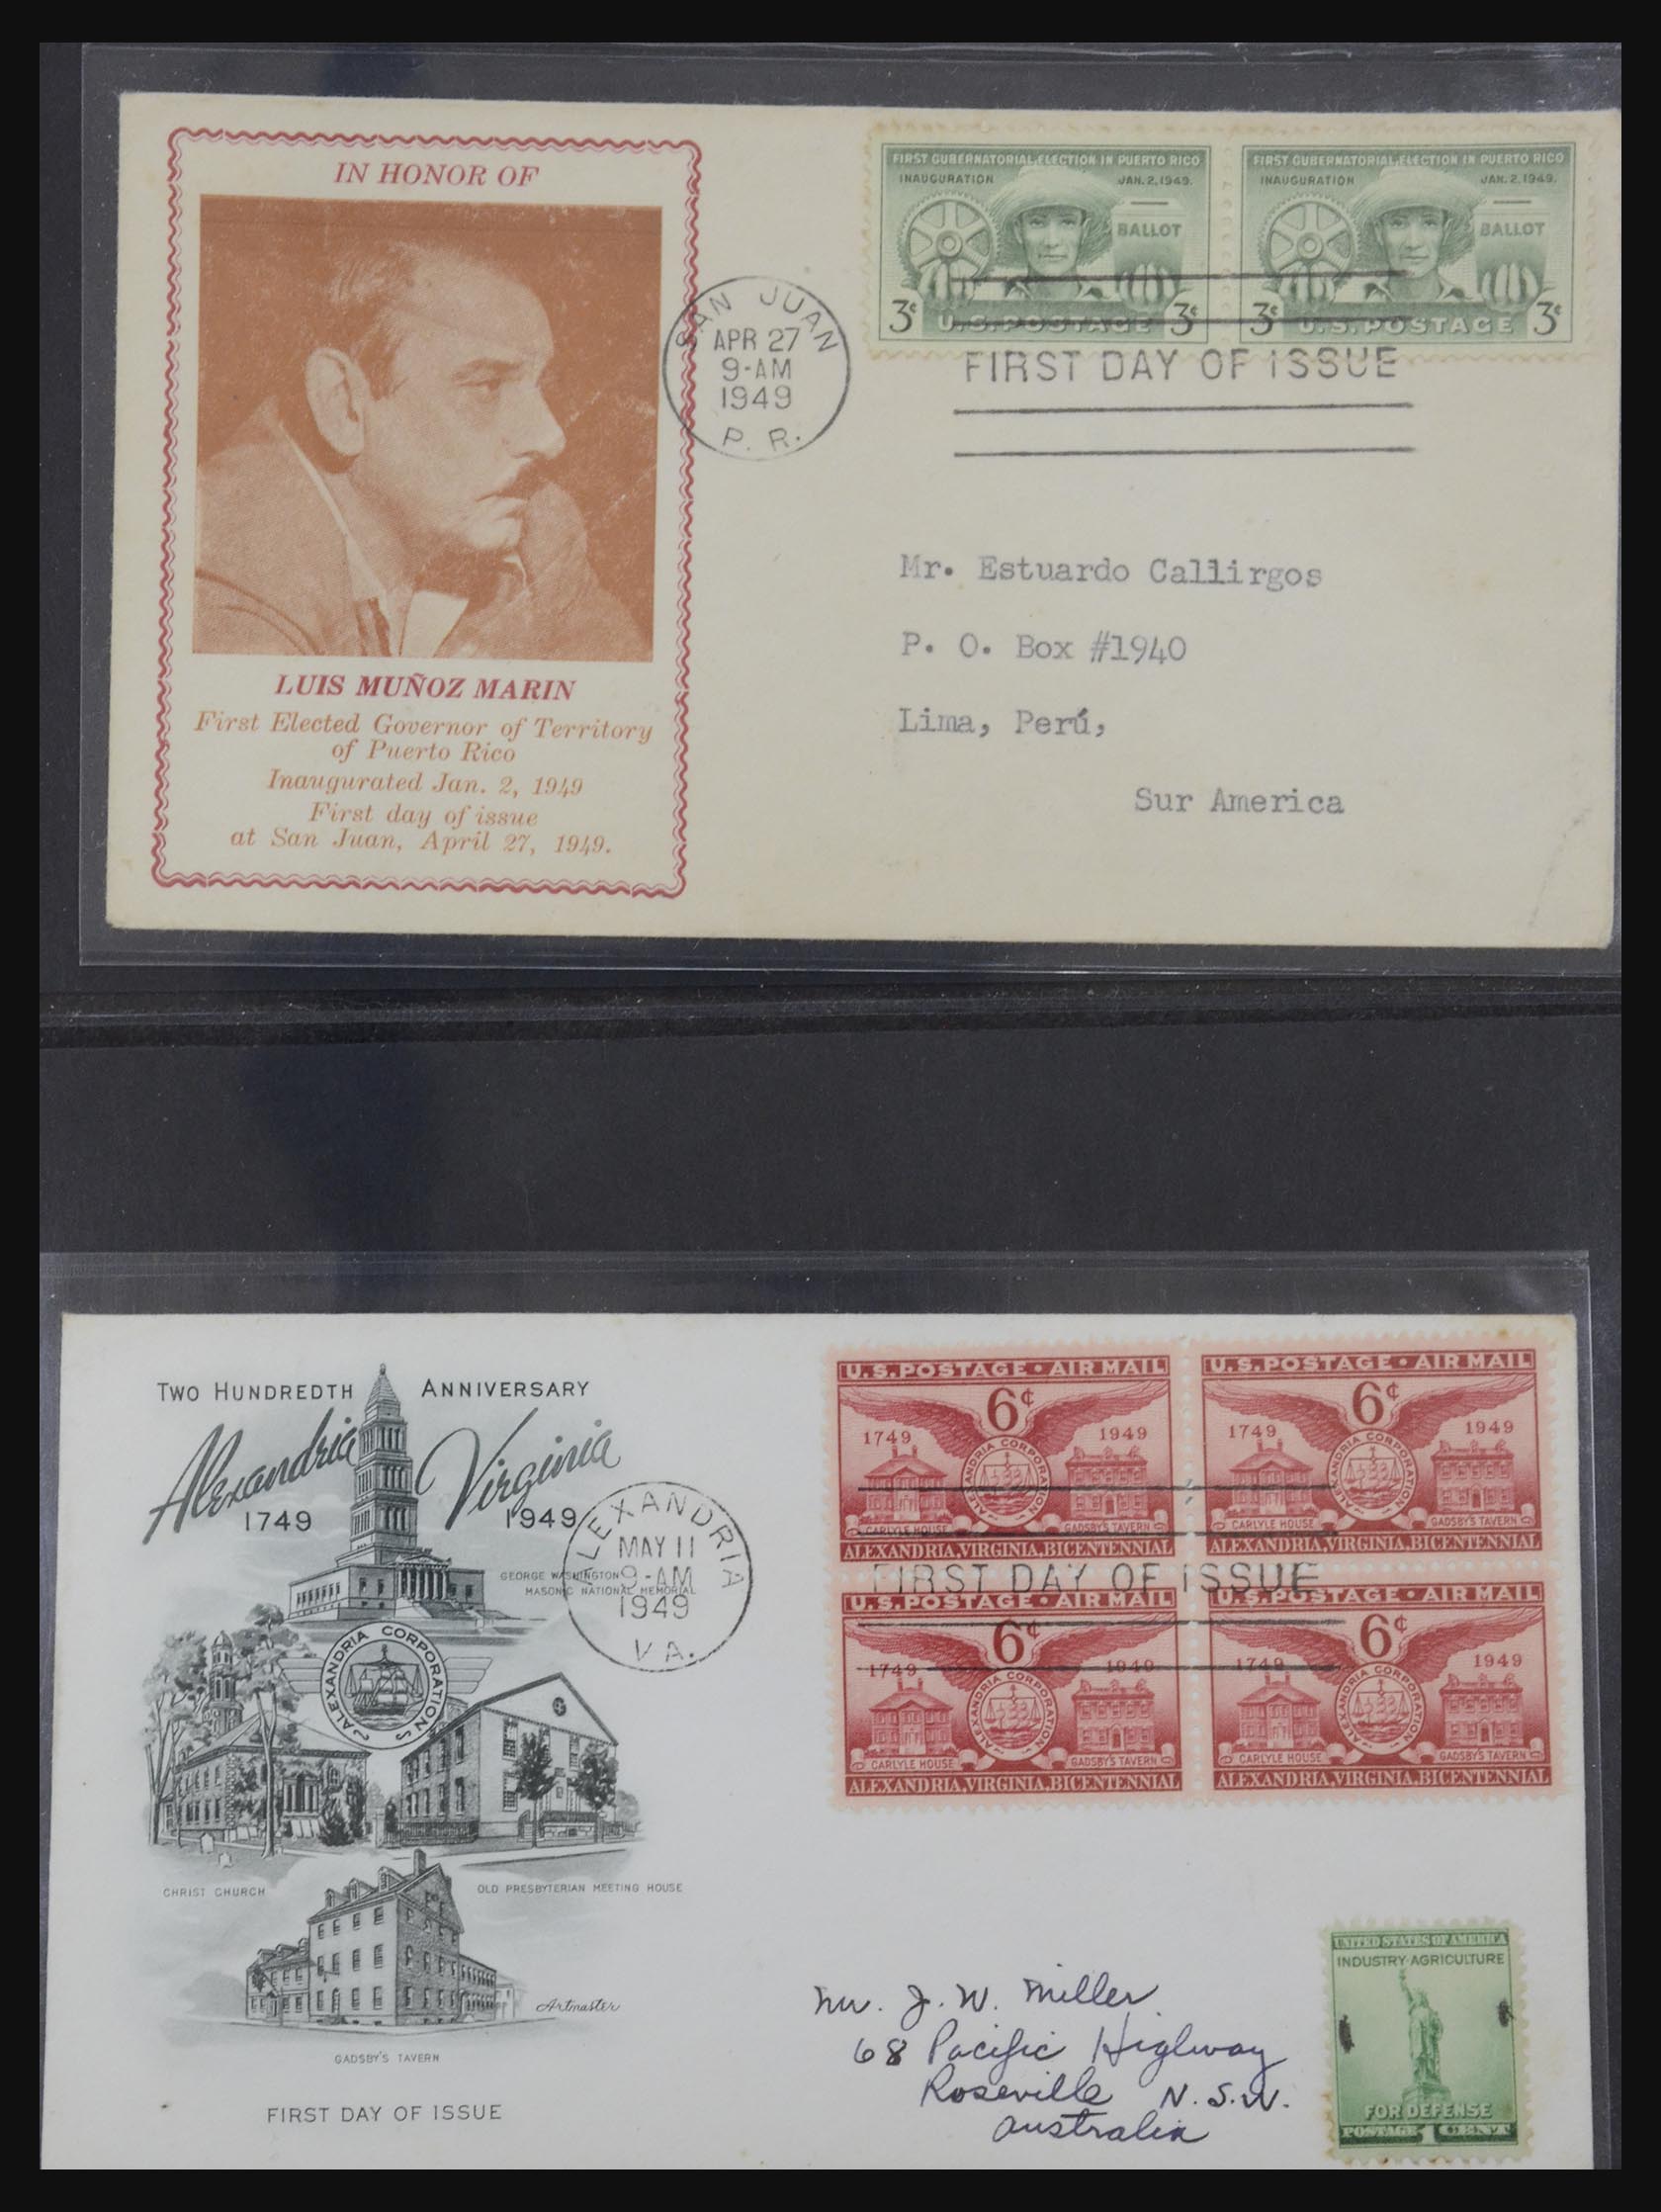 IN HONOR OF
LUIS MUÑOZ MARIN
First Elected Governor of Territory
of Puerto Rico
Inaugurated Jan. 2, 1949
First day of issue
at San Juan, April 27, 1949.
SAN JUAN
APR 27
9-AM
1949
P. R.
FIRST GUBERNATORIAL ELECTION IN PUERTO RICO
INAUGURATION JAN. 2, 1949.
BALLOT
3¢ U.S. POSTAGE 3¢
FIRST GUBERNATORIAL ELECTION IN PUERTO RICO
INAUGURATION JAN. 2, 1949.
BALLOT
3¢ U.S. POSTAGE 3¢
FIRST DAY OF ISSUE
Mr. Estuardo Callirgos
P. O. Box #1940
Lima, Perú,
Sur America
TWO HUNDREDTH ANNIVERSARY
Alexandria Virginia
1749 1949
GEORGE WASHINGTON
MASONIC NATIONAL MEMORIAL
ALEXANDRIA CORPORATION
CHRIST CHURCH
OLD PRESBYTERIAN MEETING HOUSE
Artmaster
GADSBY'S TAVERN
FIRST DAY OF ISSUE
ALEXANDRIA
MAY 11
9-AM
1949
VA.
U.S. POSTAGE • AIR MAIL
6¢
1749 1949
ALEXANDRIA CORPORATION
CARLYLE HOUSE GADSBY'S TAVERN
ALEXANDRIA, VIRGINIA, BICENTENNIAL
U.S. POSTAGE • AIR MAIL
6¢
1749 1949
ALEXANDRIA CORPORATION
CARLYLE HOUSE GADSBY'S TAVERN
ALEXANDRIA, VIRGINIA, BICENTENNIAL
FIRST DAY OF ISSUE
U.S. POSTAGE • AIR MAIL
6¢
1749 1949
ALEXANDRIA CORPORATION
CARLYLE HOUSE GADSBY'S TAVERN
ALEXANDRIA, VIRGINIA, BICENTENNIAL
U.S. POSTAGE • AIR MAIL
6¢
1749 1949
ALEXANDRIA CORPORATION
CARLYLE HOUSE GADSBY'S TAVERN
ALEXANDRIA, VIRGINIA, BICENTENNIAL
Mr. J. W. Miller
68 Pacific Highway
Roseville N. S. W.
Australia
UNITED STATES OF AMERICA
INDUSTRY·AGRICULTURE
FOR DEFENSE
POSTAGE 1 CENT